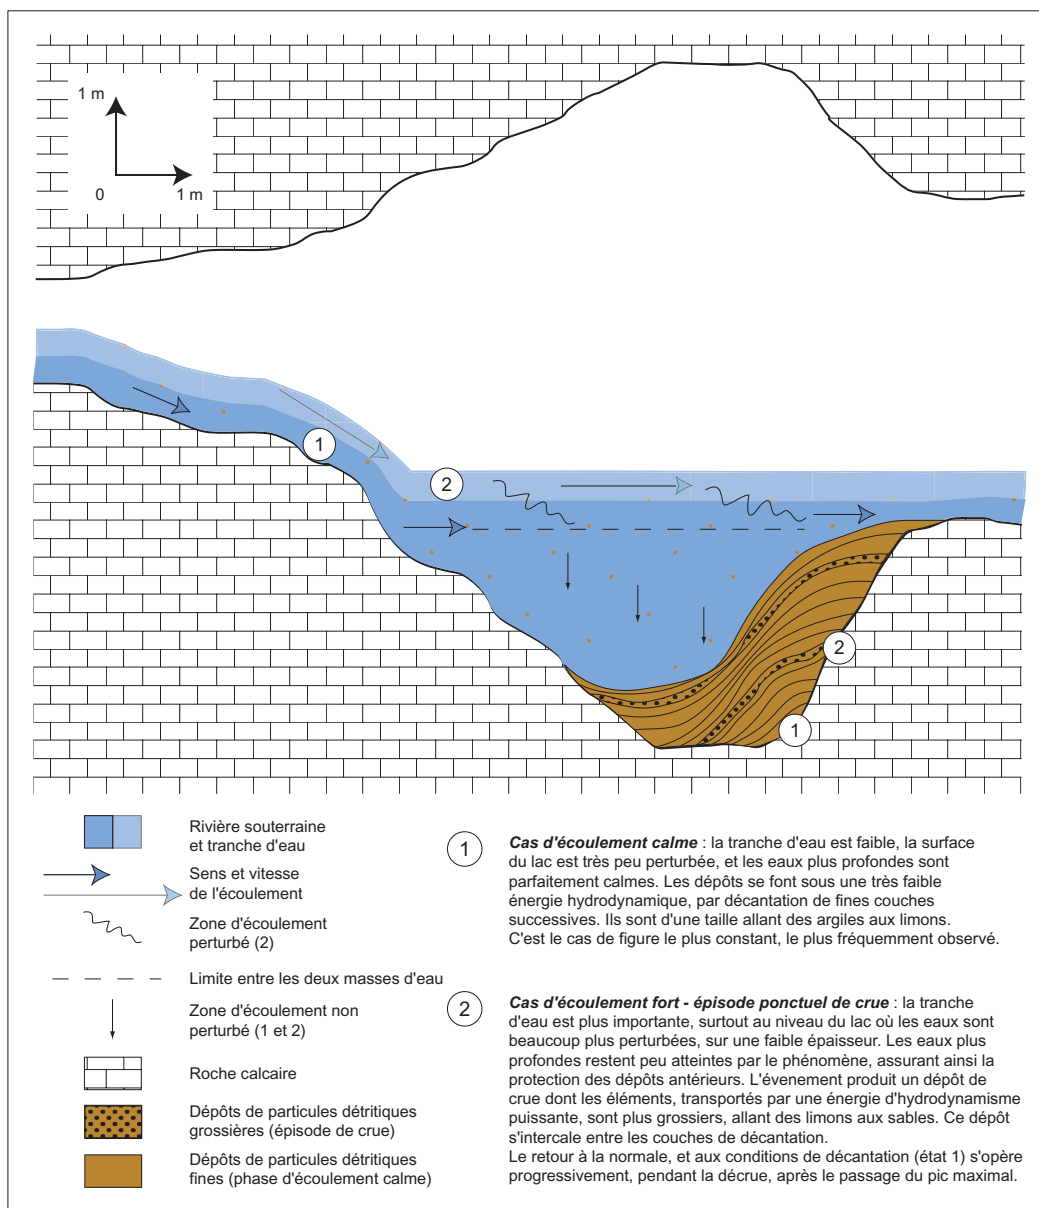 1 m
0
1 m
1
2
2
1
Rivière souterraine
et tranche d'eau
Sens et vitesse
de l'écoulement
Zone d'écoulement
perturbé (2)
Limite entre les deux masses d'eau
Zone d'écoulement non
perturbé (1 et 2)
Roche calcaire
Dépôts de particules détritiques
grossières (épisode de crue)
Dépôts de particules détritiques
fines (phase d'écoulement calme)
1
Cas d'écoulement calme : la tranche d'eau est faible, la surface
du lac est très peu perturbée, et les eaux plus profondes sont
parfaitement calmes. Les dépôts se font sous une très faible
énergie hydrodynamique, par décantation de fines couches
successives. Ils sont d'une taille allant des argiles aux limons.
C'est le cas de figure le plus constant, le plus fréquemment observé.
2
Cas d'écoulement fort - épisode ponctuel de crue : la tranche
d'eau est plus importante, surtout au niveau du lac où les eaux sont
beaucoup plus perturbées, sur une faible épaisseur. Les eaux plus
profondes restent peu atteintes par le phénomène, assurant ainsi la
protection des dépôts antérieurs. L'évenement produit un dépôt de
crue dont les éléments, transportés par une énergie d'hydrodynamisme
puissante, sont plus grossiers, allant des limons aux sables. Ce dépôt
s'intercale entre les couches de décantation.
Le retour à la normale, et aux conditions de décantation (état 1) s'opère
progressivement, pendant la décrue, après le passage du pic maximal.